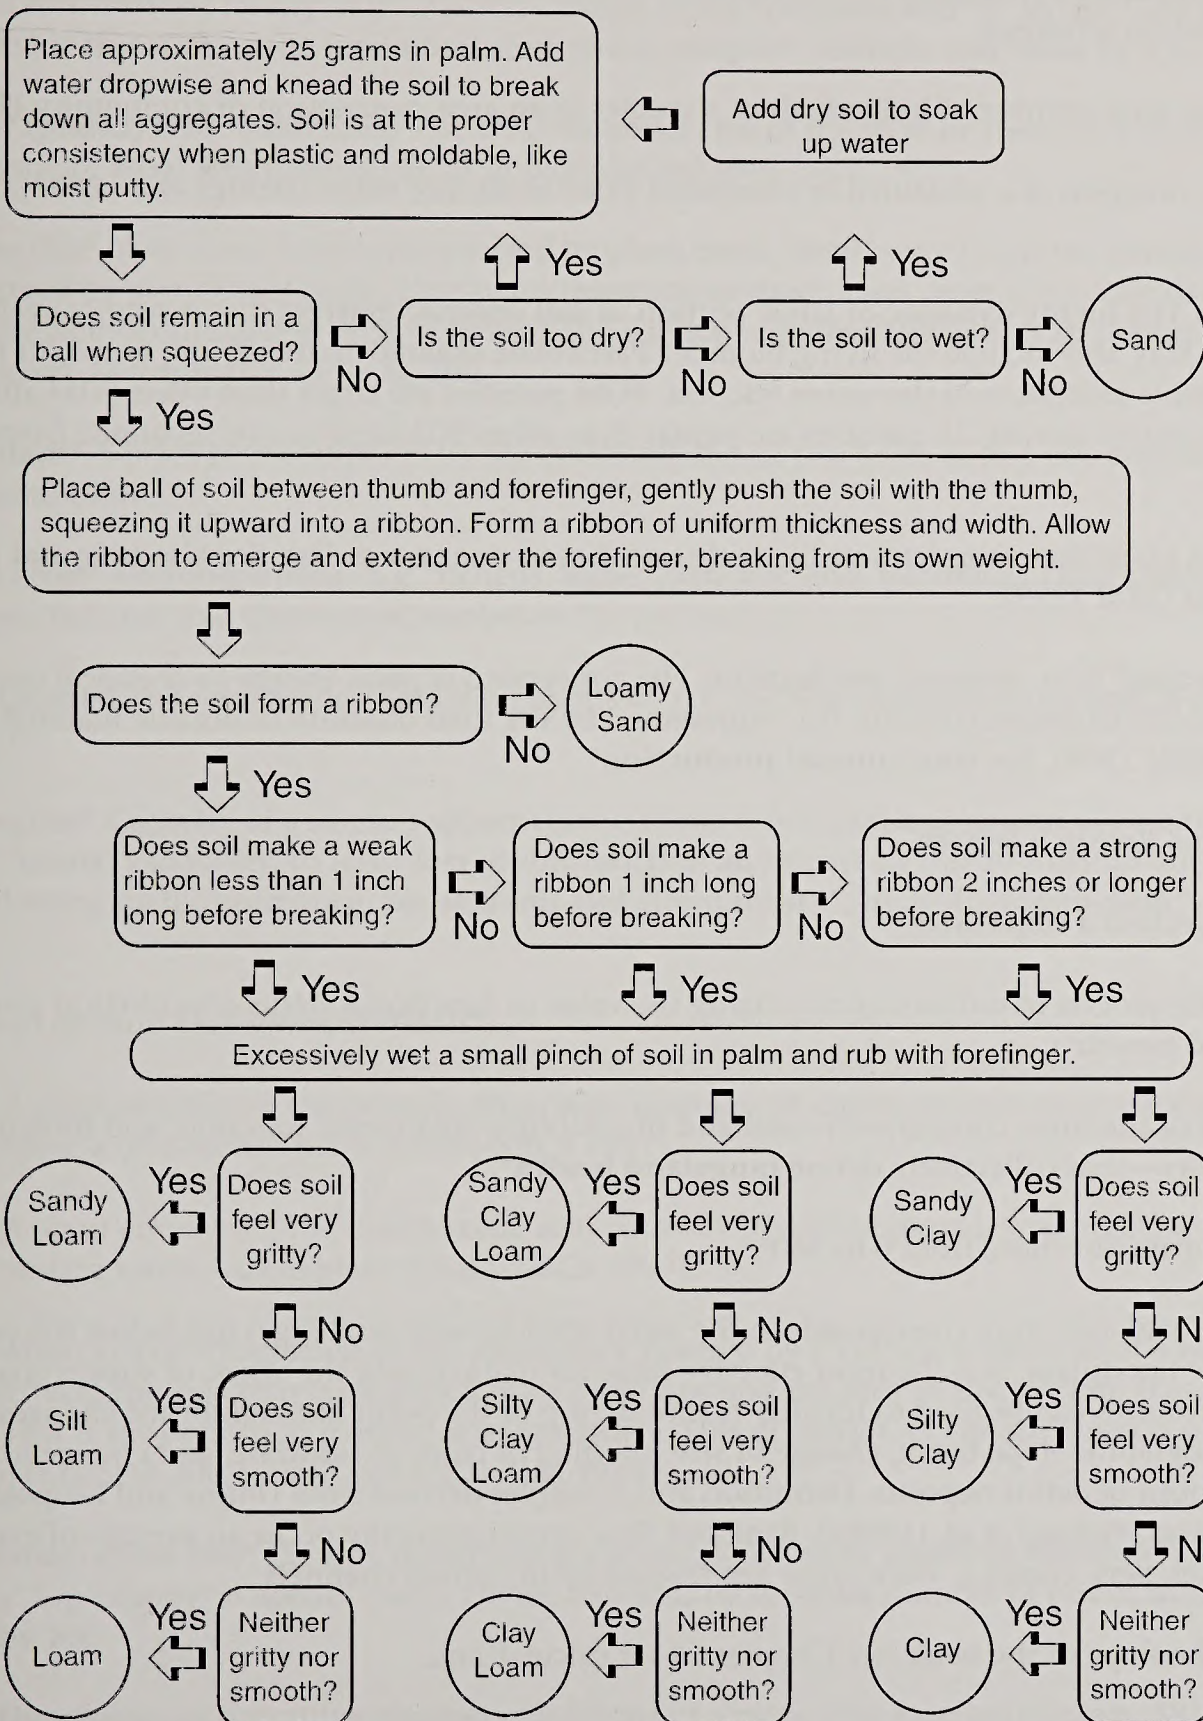 Place approximately 25 grams in palm. Add
water dropwise and knead the soil to break
down all aggregates. Soil is at the proper
consistency when plastic and moldable, like
moist putty.
Add dry soil to soak
up water
Yes
Yes
Does soil remain in a
ball when squeezed?
No
Is the soil too dry?
No
Is the soil too wet?
No
Sand
Yes
Place ball of soil between thumb and forefinger, gently push the soil with the thumb,
squeezing it upward into a ribbon. Form a ribbon of uniform thickness and width. Allow
the ribbon to emerge and extend over the forefinger, breaking from its own weight.
Does the soil form a ribbon?
No
Loamy
Sand
Yes
Does soil make a weak
ribbon less than 1 inch
long before breaking?
No
Does soil make a
ribbon 1 inch long
before breaking?
No
Does soil make a strong
ribbon 2 inches or longer
before breaking?
Yes
Yes
Yes
Excessively wet a small pinch of soil in palm and rub with forefinger.
Sandy
Loam
Yes
Does soil
feel very
gritty?
Sandy
Clay
Loam
Yes
Does soil
feel very
gritty?
Sandy
Clay
Yes
Does soil
feel very
gritty?
No
No
N
Silt
Loam
Yes
Does soil
feel very
smooth?
Silty
Clay
Loam
Yes
Does soil
feel very
smooth?
Silty
Clay
Yes
Does soil
feel very
smooth?
No
No
N
Loam
Yes
Neither
gritty nor
smooth?
Clay
Loam
Yes
Neither
gritty nor
smooth?
Clay
Yes
Neither
gritty nor
smooth?